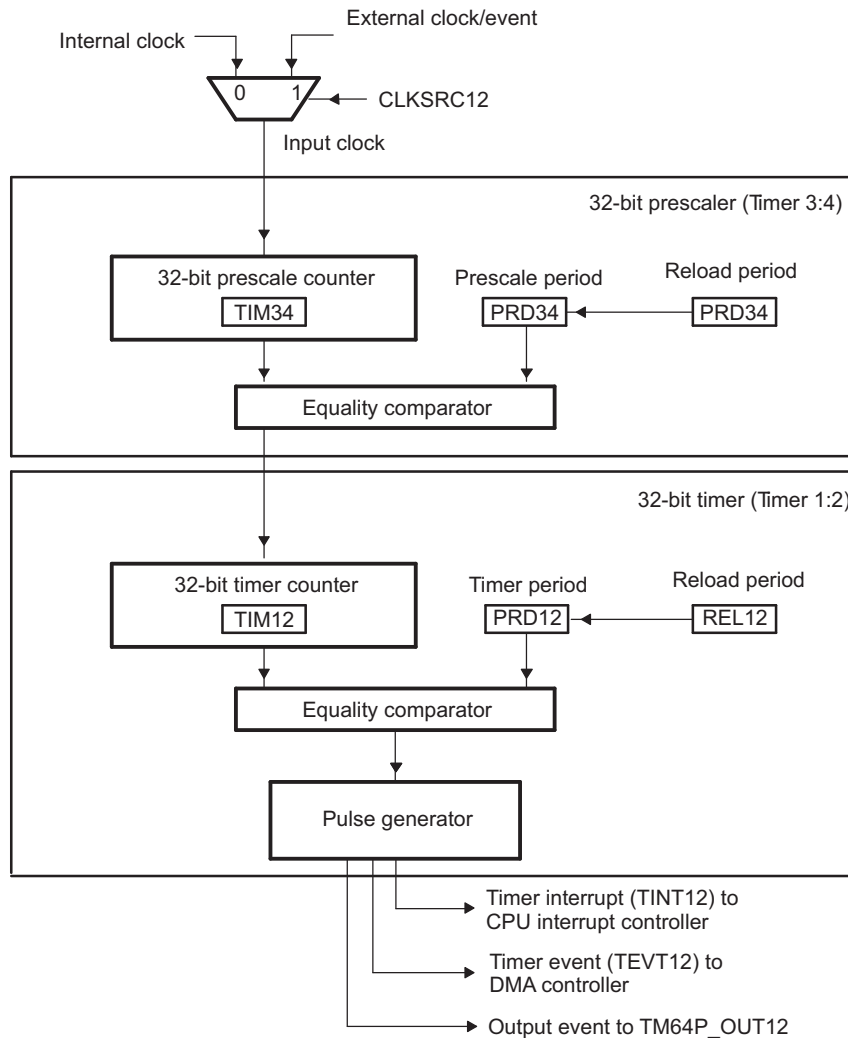 External clock/event
Internal clock
0 1
CLKSRC12
Input clock
32-bit prescaler (Timer 3:4)
32-bit prescale counter
TIM34
Prescale period
PRD34
Reload period
PRD34
Equality comparator
32-bit timer (Timer 1:2)
32-bit timer counter
TIM12
Timer period
PRD12
Reload period
REL12
Equality comparator
Pulse generator
Timer interrupt (TINT12) to
CPU interrupt controller
Timer event (TEVT12) to
DMA controller
Output event to TM64P_OUT12